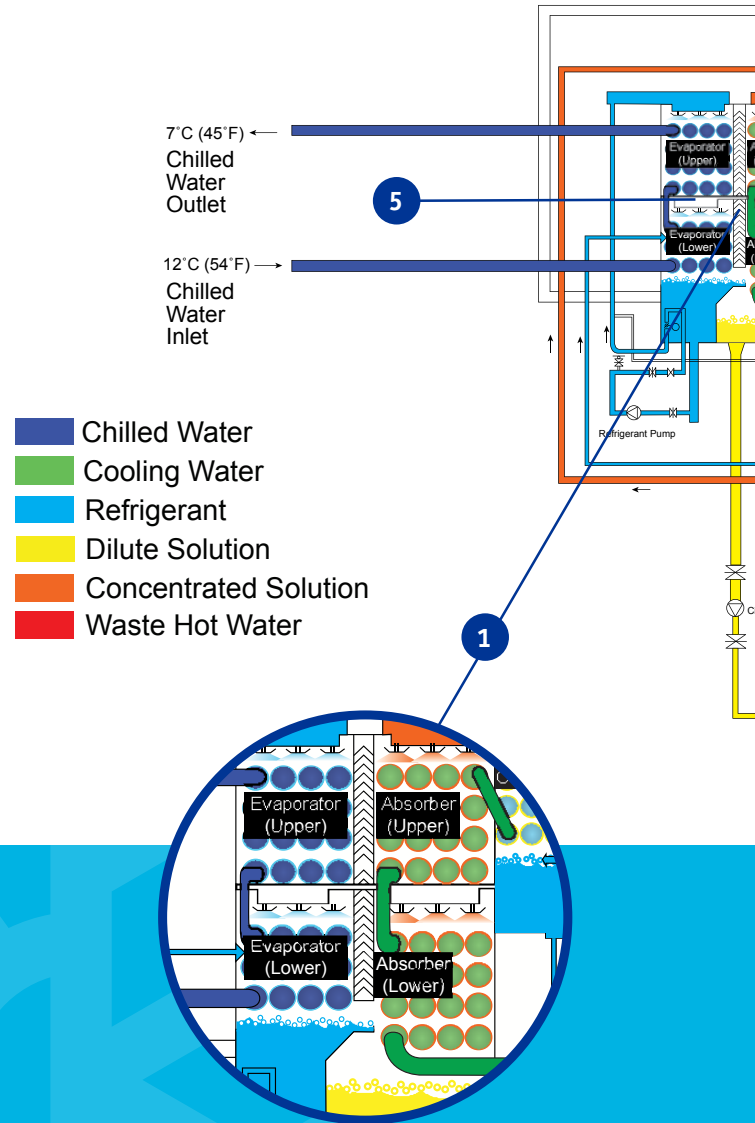 7˚C (45˚F)
Chilled
Water
Outlet
5
12˚C (54˚F)
Chilled
Water
Inlet
Evaporator
(Upper)
Evaporator
(Lower)
Refrigerant Pump
Chilled Water
Cooling Water
Refrigerant
Dilute Solution
Concentrated Solution
Waste Hot Water
1
Evaporator
(Upper)
Absorber
(Upper)
Evaporator
(Lower)
Absorber
(Lower)